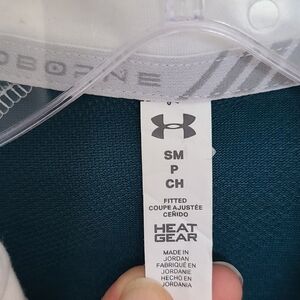 SM
P
CH
FITTED
COUPE AJUSTÉE
CEÑIDO
HEAT
GEAR
MADE IN
JORDAN
FABRIQUÉ EN
JORDANIE
HECHO EN
JORDANIA